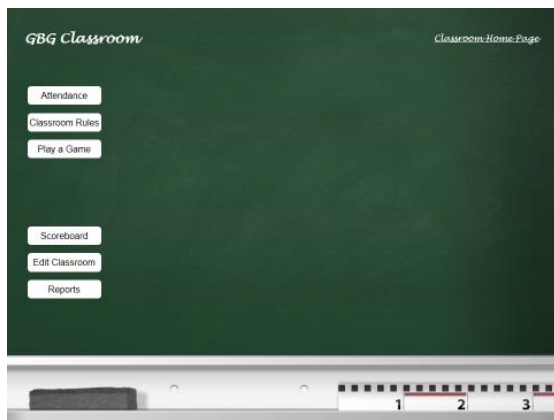 GBG Classroom
Classroom Home Page
Attendance
Classroom Rules
Play a Game
Scoreboard
Edit Classroom
Reports
1 2 3